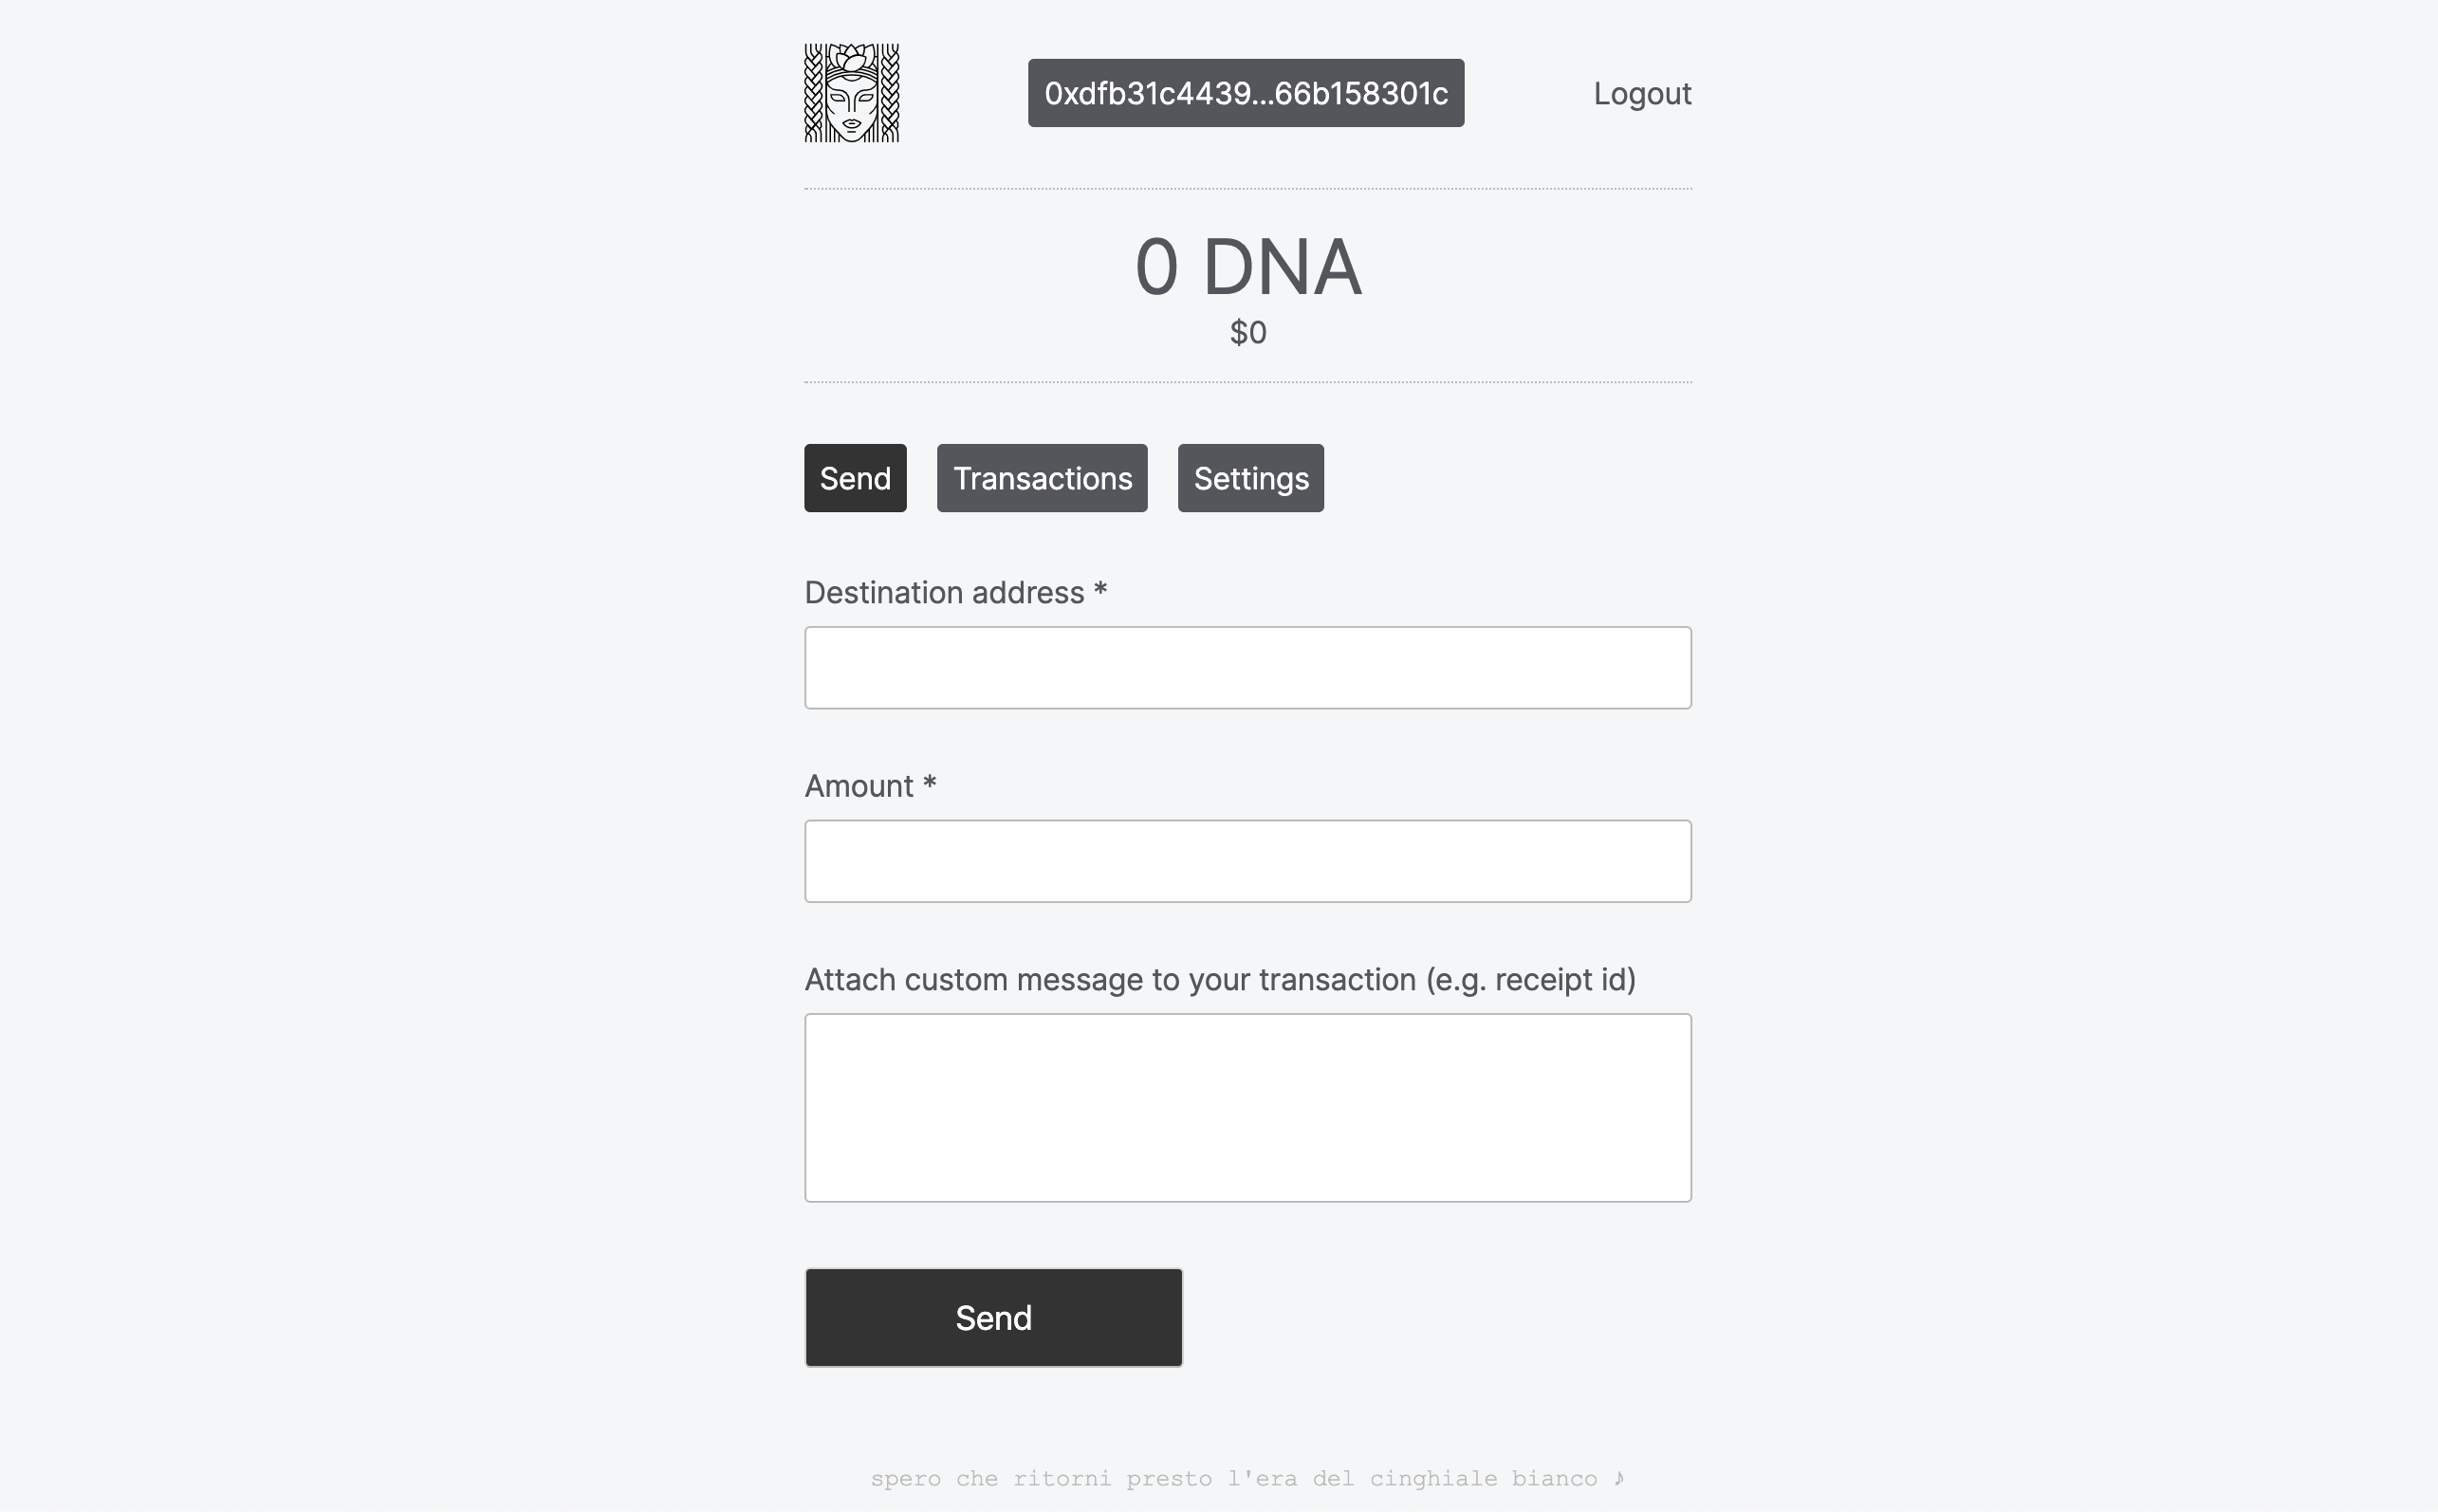 0xdfb31c4439...66b158301c
Logout
0 DNA
$0
Send
Transactions
Settings
Destination address *
Amount *
Attach custom message to your transaction (e.g. receipt id)
Send
spero che ritorni presto l'era del cinghiale bianco ♪